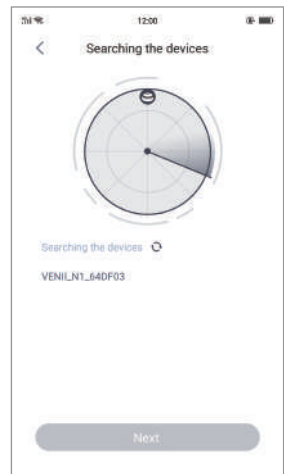 12:00
Searching the devices
Searching the devices
VENII_N1_64DF03
Next